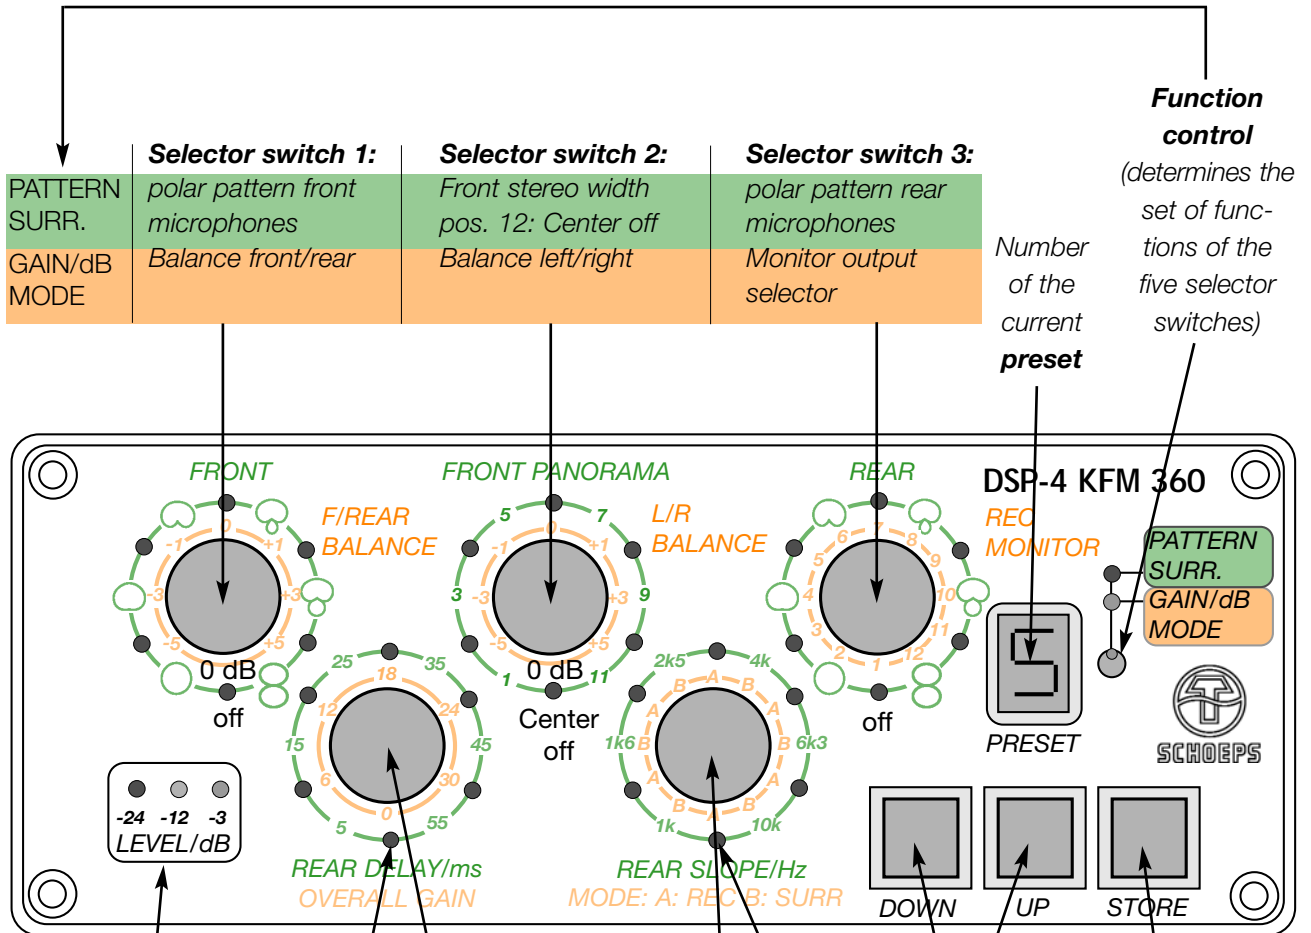 Function
control
(determines the
set of func-
tions of the
five selector
switches)
Selector switch 1:
Selector switch 2:
Selector switch 3:
PATTERN
SURR.
polar pattern front
microphones
Front stereo width
pos. 12: Center off
polar pattern rear
microphones
GAIN/dB
MODE
Balance front/rear
Balance left/right
Monitor output
selector
Number
of the
current
preset
FRONT
FRONT PANORAMA
REAR
DSP-4 KFM 360
F/REAR
BALANCE
L/R
BALANCE
REC
MONITOR
PATTERN
SURR.
GAIN/dB
MODE
-5 -3 -1 0 +1 +3 +5
0 dB
off
1 3 5 7 9 11
-5 -3 -1 0 +1 +3 +5
0 dB
Center
off
1 2 3 4 5 6 7 8 9 10 11 12
off
5 15 25 35 45 55
0 6 12 18 24 30
REAR DELAY/ms
OVERALL GAIN
1k 1k6 2k5 4k 6k3 10k
A B A B A B A B A B A B
REAR SLOPE/Hz
MODE: A: REC B: SURR
5
PRESET
SCHOEPS
-24 -12 -3
LEVEL/dB
DOWN
UP
STORE